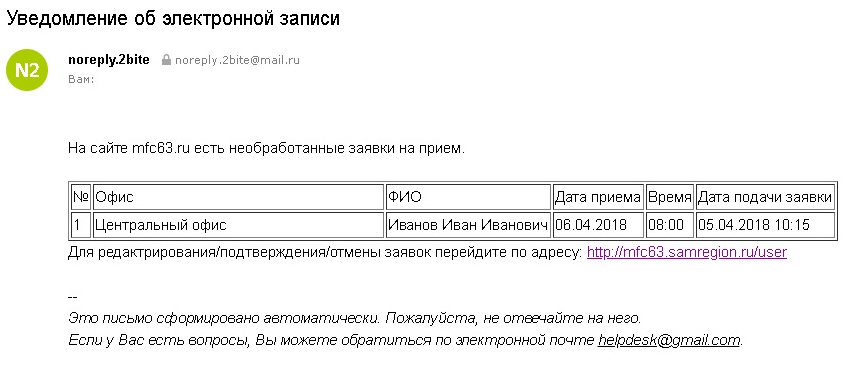 Уведомление об электронной записи
N2 noreply.2bite noreply.2bite@mail.ru
Вам:
На сайте mfc63.ru есть необработанные заявки на прием.
№ Офис ФИО Дата приема Время Дата подачи заявки
1 Центральный офис Иванов Иван Иванович 06.04.2018 08:00 05.04.2018 10:15
Для редактрирования/подтверждения/отмены заявок перейдите по адресу: http://mfc63.samregion.ru/user
--
Это письмо сформировано автоматически. Пожалуйста, не отвечайте на него.
Если у Вас есть вопросы, Вы можете обратиться по электронной почте helpdesk@gmail.com.